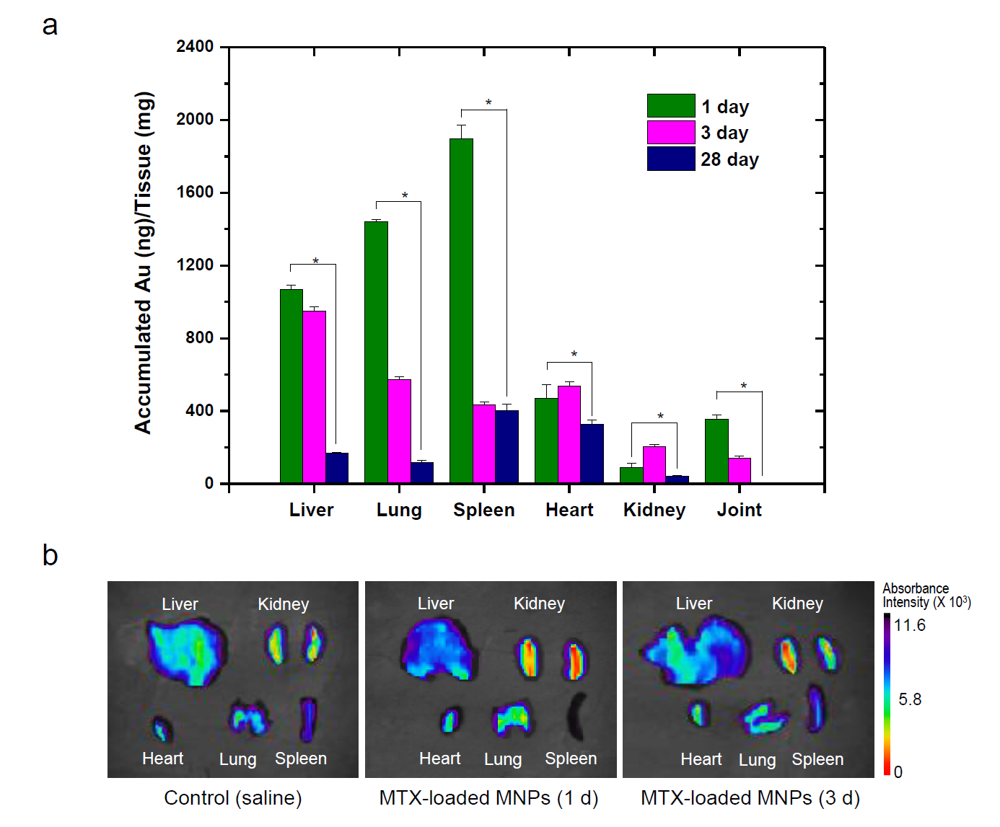 a
2400
2000
1600
1200
800
400
0
Accumulated Au (ng)/Tissue (mg)
1 day
3 day
28 day
*
*
*
*
*
*
Liver Lung Spleen Heart Kidney Joint
b
Liver Kidney
Heart Lung Spleen
Control (saline)
Liver Kidney
Heart Lung Spleen
MTX-loaded MNPs (1 d)
Liver Kidney
Heart Lung Spleen
MTX-loaded MNPs (3 d)
Absorbance
Intensity (X 10³)
11.6
5.8
0